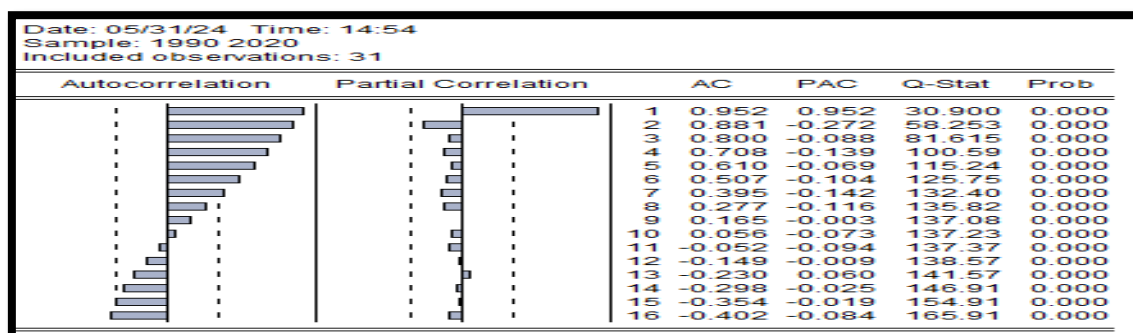 Date: 05/31/24 Time: 14:54
Sample: 1990 2020
Included observations: 31
Autocorrelation Partial Correlation AC PAC Q-Stat Prob
1 0.952 0.952 30.900 0.000
2 0.881 -0.272 58.253 0.000
3 0.800 -0.088 81.615 0.000
4 0.708 -0.139 100.59 0.000
5 0.610 -0.069 115.24 0.000
6 0.507 -0.104 125.75 0.000
7 0.395 -0.142 132.40 0.000
8 0.277 -0.116 135.82 0.000
9 0.165 -0.003 137.08 0.000
10 0.056 -0.073 137.23 0.000
11 -0.052 -0.094 137.37 0.000
12 -0.149 -0.009 138.57 0.000
13 -0.230 0.060 141.57 0.000
14 -0.298 -0.025 146.91 0.000
15 -0.354 -0.019 154.91 0.000
16 -0.402 -0.084 165.91 0.000